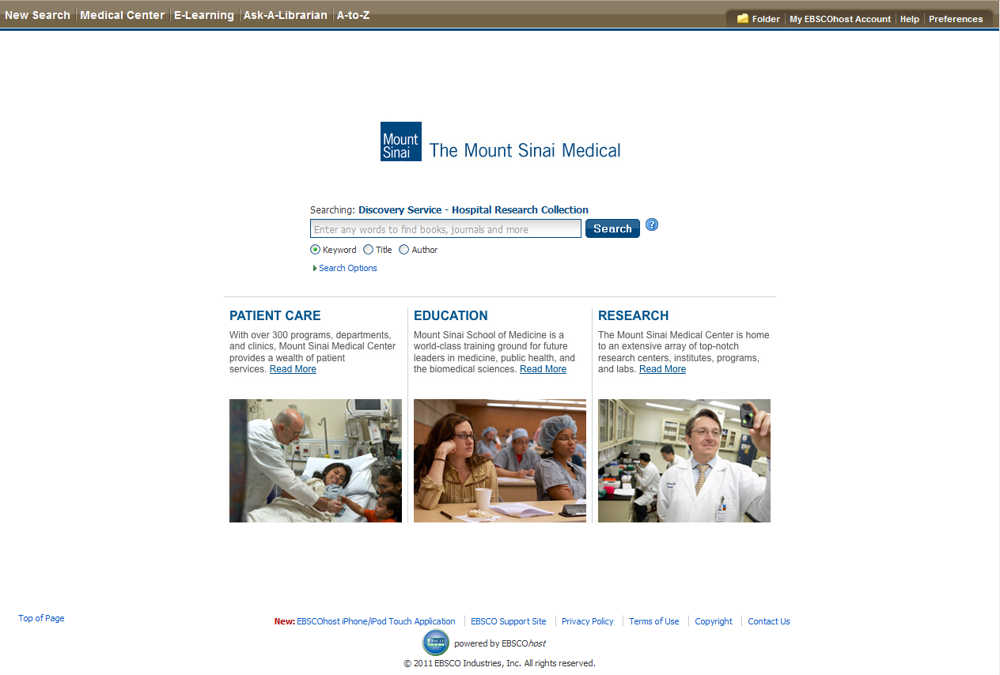 New Search Medical Center E-Learning Ask-A-Librarian A-to-Z
Folder My EBSCOhost Account Help Preferences
Mount
Sinai
The Mount Sinai Medical
Searching: Discovery Service - Hospital Research Collection
Enter any words to find books, journals and more
Search
?
Keyword Title Author
Search Options
PATIENT CARE
With over 300 programs, departments,
and clinics, Mount Sinai Medical Center
provides a wealth of patient
services. Read More
EDUCATION
Mount Sinai School of Medicine is a
world-class training ground for future
leaders in medicine, public health, and
the biomedical sciences. Read More
RESEARCH
The Mount Sinai Medical Center is home
to an extensive array of top-notch
research centers, institutes, programs,
and labs. Read More
Top of Page
New: EBSCOhost iPhone/iPod Touch Application EBSCO Support Site Privacy Policy Terms of Use Copyright Contact Us
EBSCO
HOST
powered by EBSCOhost
© 2011 EBSCO Industries, Inc. All rights reserved.